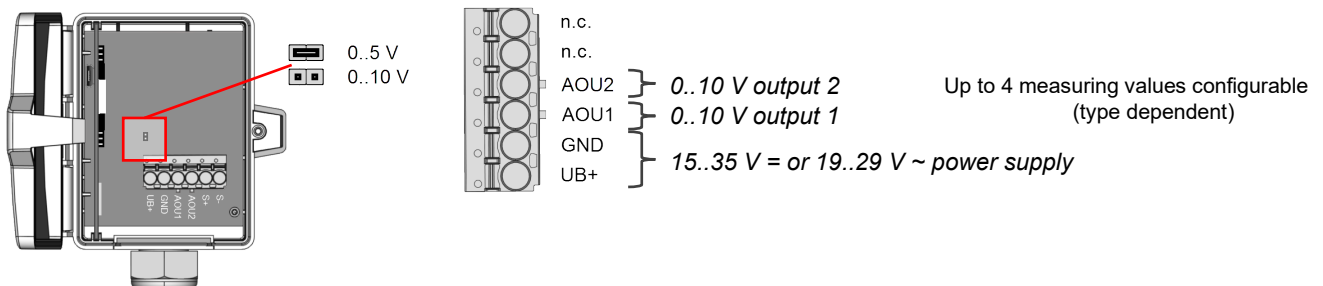 0..5 V
0..10 V
UB+
GND
AOU1
AOU2
S+
S-
n.c.
n.c.
AOU2
0..10 V output 2
AOU1
0..10 V output 1
GND
UB+
15..35 V = or 19..29 V ~ power supply
Up to 4 measuring values configurable
(type dependent)